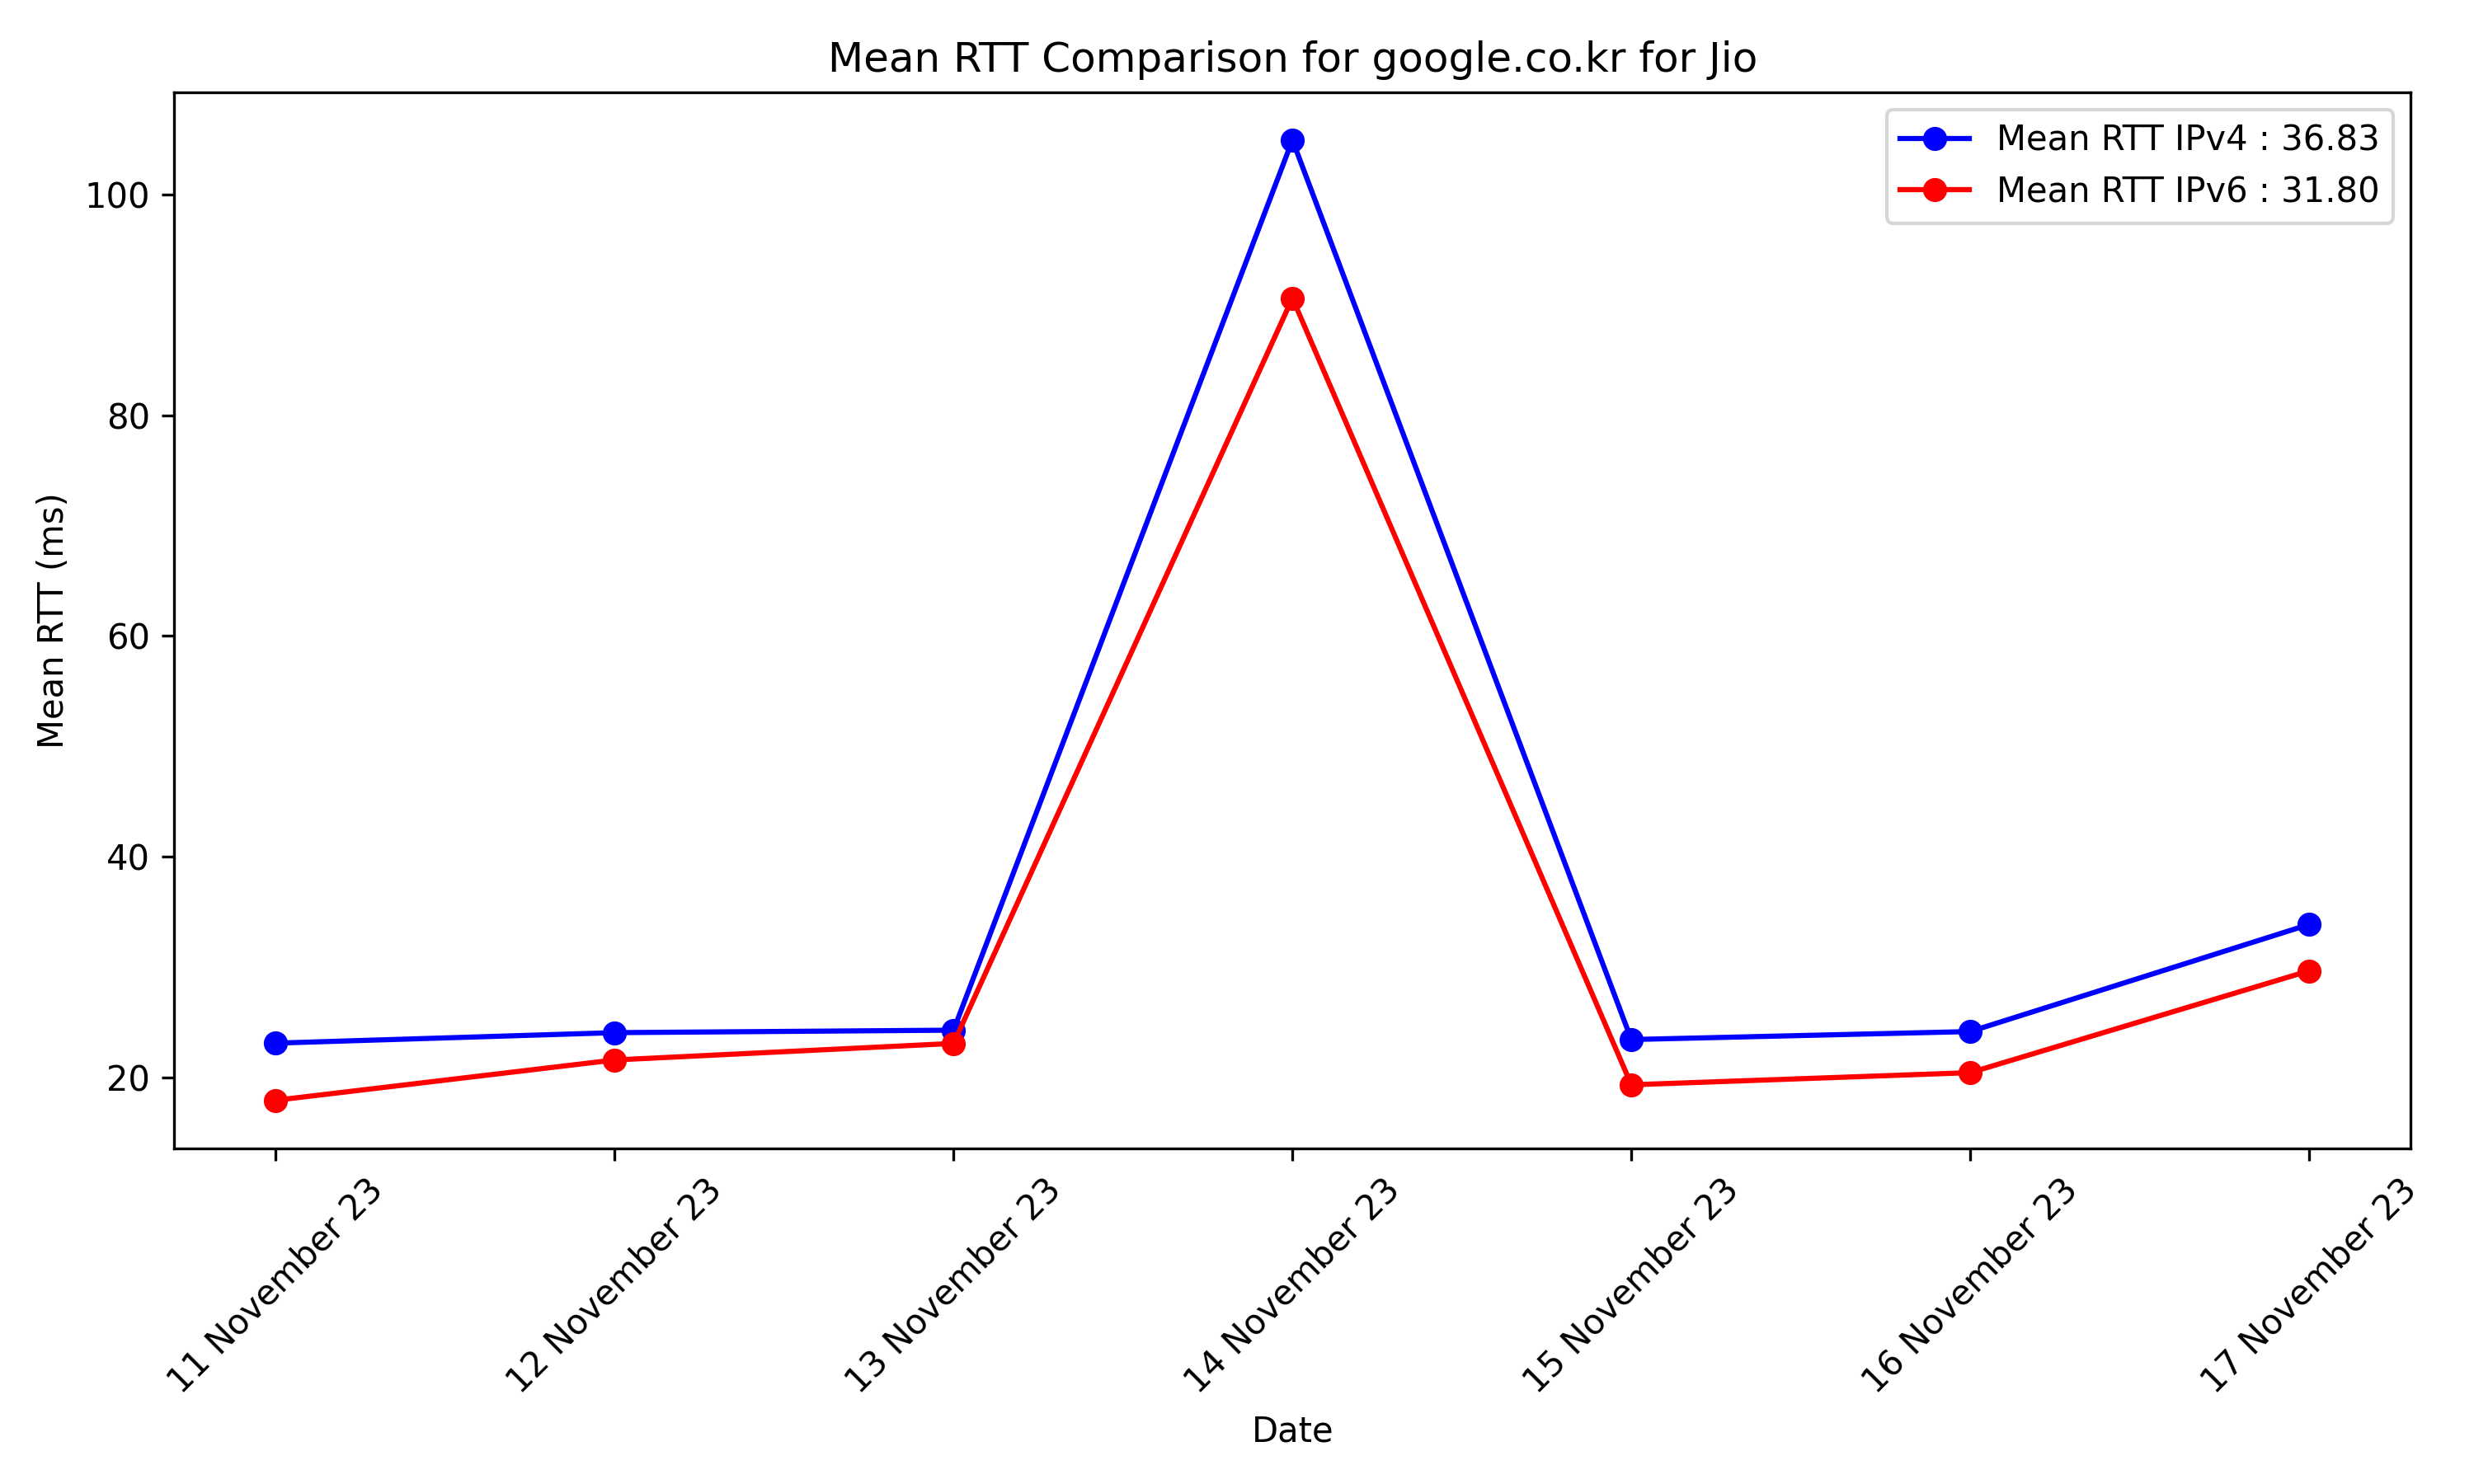 Mean RTT Comparison for google.co.kr for Jio
Mean RTT IPv4 : 36.83
Mean RTT IPv6 : 31.80
Mean RTT (ms)
100
80
60
40
20
11 November 23
12 November 23
13 November 23
14 November 23
15 November 23
16 November 23
17 November 23
Date